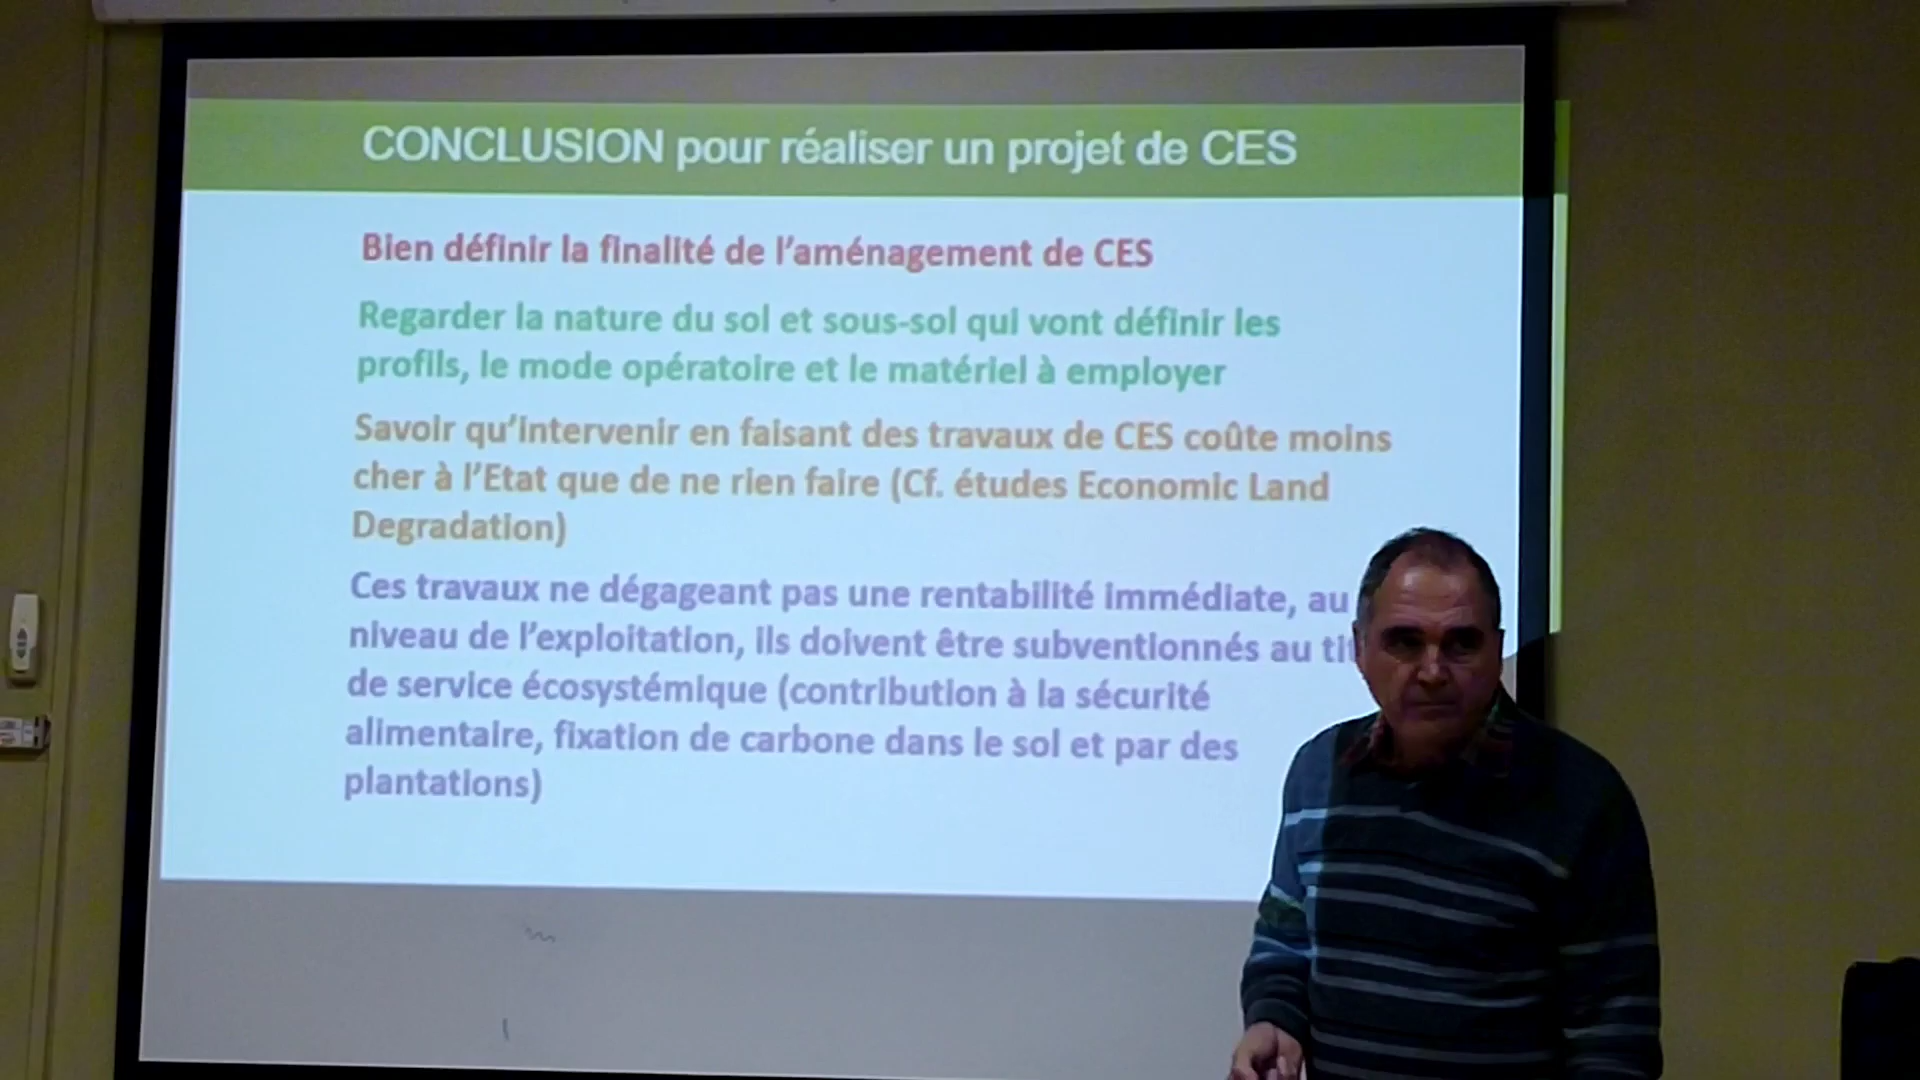 CONCLUSION pour réaliser un projet de CES
Bien définir la finalité de l'aménagement de CES
Regarder la nature du sol et sous-sol qui vont définir les
profils, le mode opératoire et le matériel à employer
Savoir qu'intervenir en faisant des travaux de CES coûte moins
cher à l'Etat que de ne rien faire (Cf. études Economic Land
Degradation)
Ces travaux ne dégageant pas une rentabilité immédiate, au
niveau de l'exploitation, ils doivent être subventionnés au
de service écosystémique (contribution à la sécurité
alimentaire, fixation de carbone dans le sol et par des
plantations)